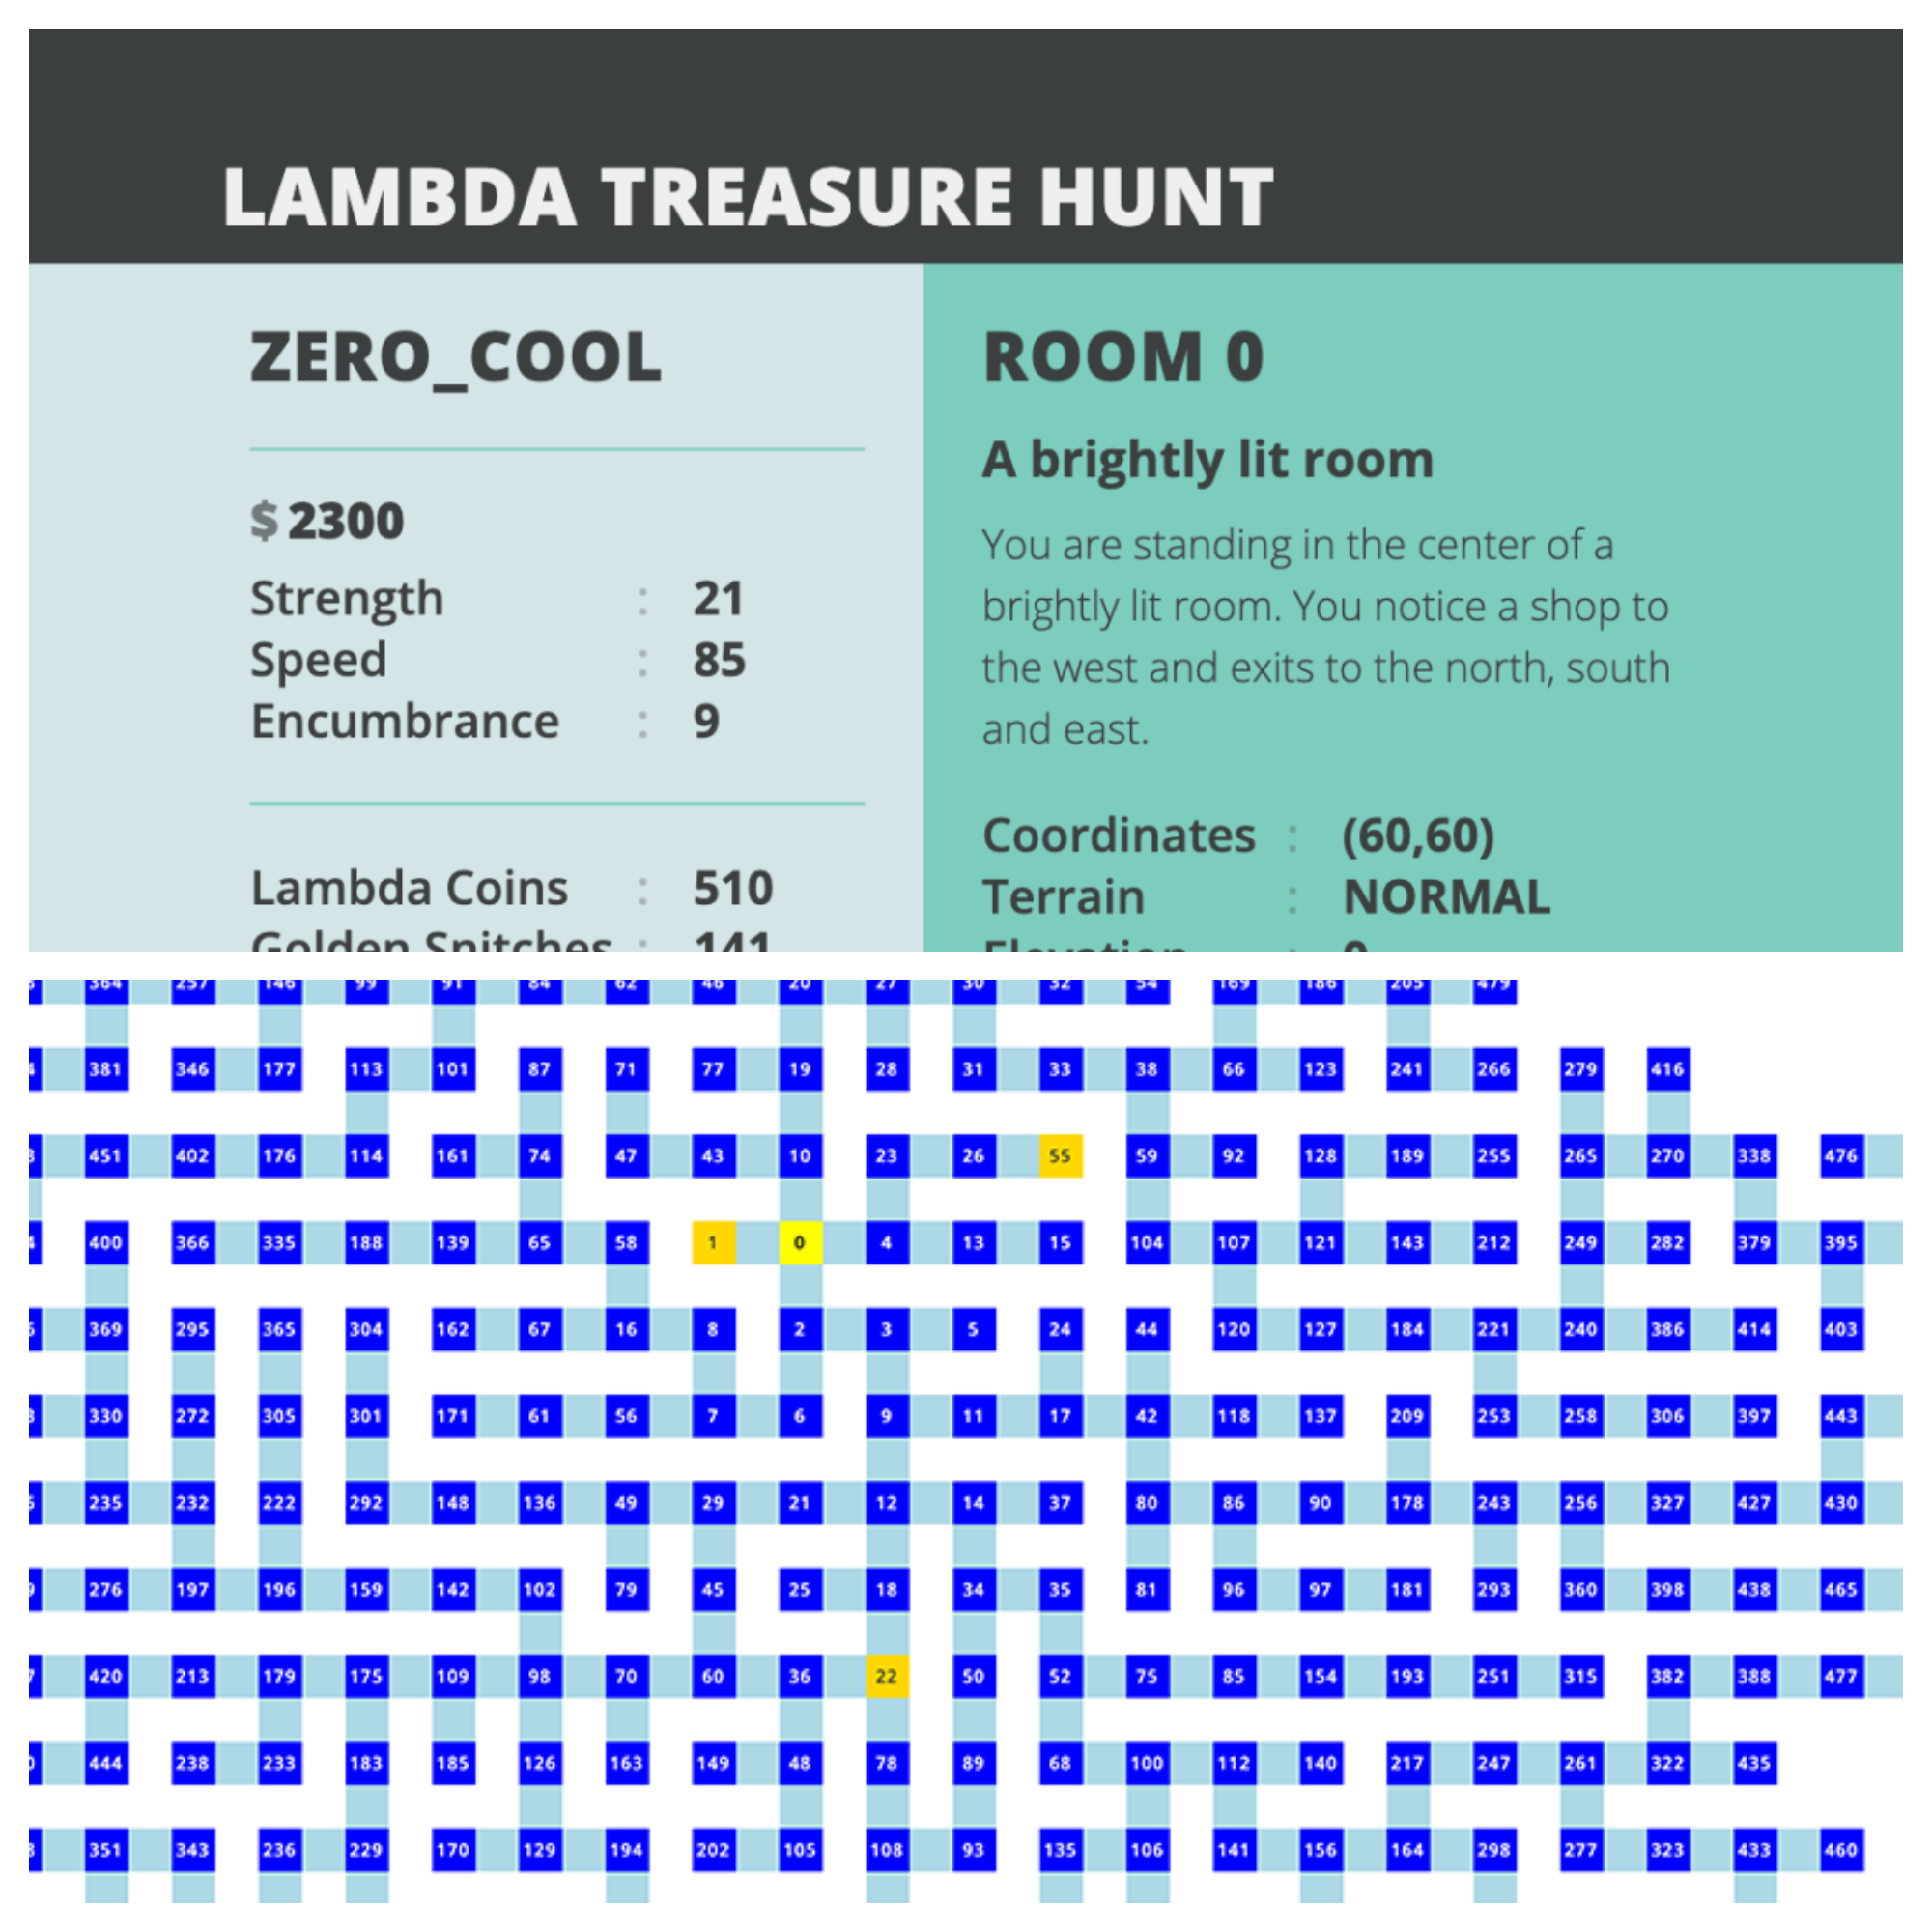 LAMBDA TREASURE HUNT
ZERO_COOL
$ 2300
Strength : 21
Speed : 85
Encumbrance : 9
Lambda Coins : 510
Golden Snitches : 141
ROOM 0
A brightly lit room
You are standing in the center of a
brightly lit room. You notice a shop to
the west and exits to the north, south
and east.
Coordinates : (60,60)
Terrain : NORMAL
Elevation : 0
364 257 146 99 91 84 62 46 20 27 30 32 54 169 186 205 479
381 346 177 113 101 87 71 77 19 28 31 33 38 66 123 241 266 279 416
451 402 176 114 161 74 47 43 10 23 26 55 59 92 128 189 255 265 270 338 476
400 366 335 188 139 65 58 1 0 4 13 15 104 107 121 143 212 249 282 379 395
369 295 365 304 162 67 16 8 2 3 5 24 44 120 127 184 221 240 386 414 403
330 272 305 301 171 61 56 7 6 9 11 17 42 118 137 209 253 258 306 397 443
235 232 222 292 148 136 49 29 21 12 14 37 80 86 90 178 243 256 327 427 430
276 197 196 159 142 102 79 45 25 18 34 35 81 96 97 181 293 360 398 438 465
420 213 179 175 109 98 70 60 36 22 50 52 75 85 154 193 251 315 382 388 477
444 238 233 183 185 126 163 149 48 78 89 68 100 112 140 217 247 261 322 435
351 343 236 229 170 129 194 202 105 108 93 135 106 141 156 164 298 277 323 433 460